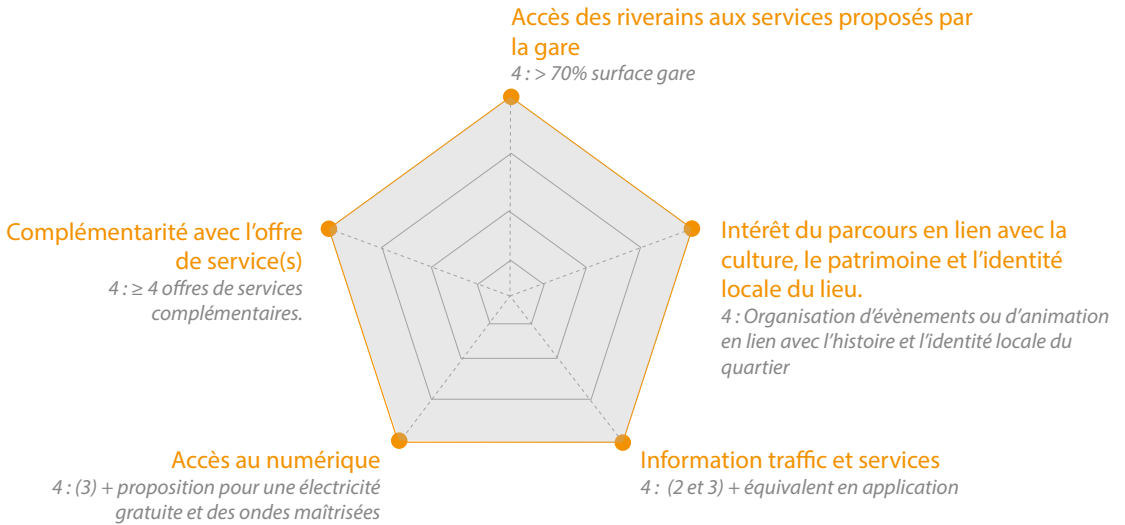 Accès des riverains aux services proposés par
la gare
4 : > 70% surface gare
Complémentarité avec l'offre
de service(s)
4 : ≥ 4 offres de services
complémentaires.
Intérêt du parcours en lien avec la
culture, le patrimoine et l'identité
locale du lieu.
4 : Organisation d'évènements ou d'animation
en lien avec l'histoire et l'identité locale du
quartier
Accès au numérique
4 : (3) + proposition pour une électricité
gratuite et des ondes maîtrisées
Information traffic et services
4 : (2 et 3) + équivalent en application